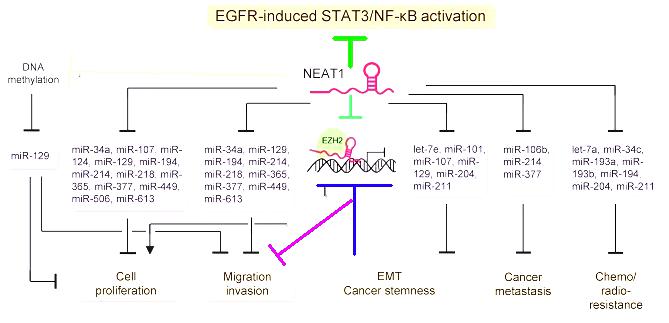 EGFR-induced STAT3/NF-κB activation
DNA
methylation
NEAT1
miR-129
miR-34a, miR-107, miR-
124, miR-129, miR-194,
miR-214, miR-218, miR-
365, miR-377, miR-449,
miR-506, miR-613
miR-34a, miR-129,
miR-194, miR-214,
miR-218, miR-365,
miR-377, miR-449,
miR-613
EZH2
let-7e, miR-101,
miR-107, miR-
129, miR-204,
miR-211
miR-106b,
miR-214
miR-377
let-7a, miR-34c,
miR-193a, miR-
193b, miR-194,
miR-204, miR-211
Cell
proliferation
Migration
invasion
EMT
Cancer stemness
Cancer
metastasis
Chemo/
radio-
resistance